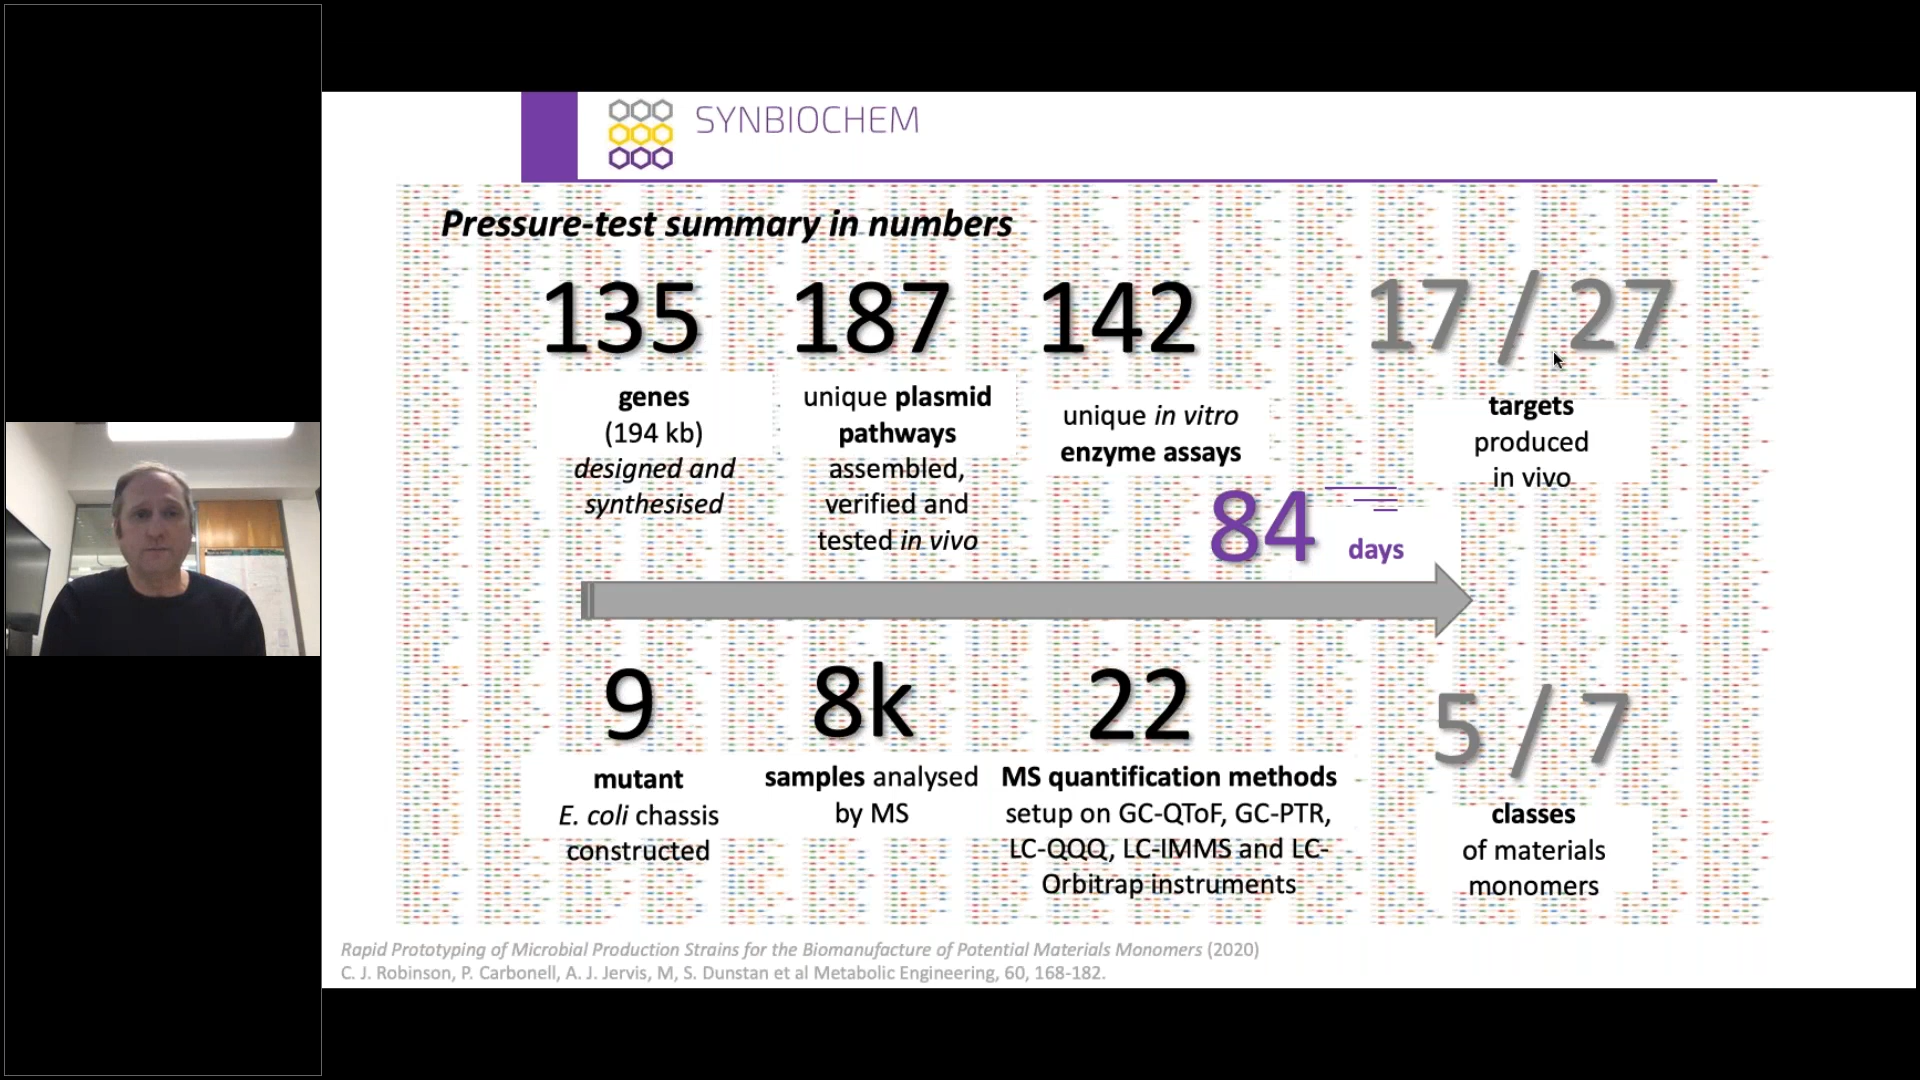 SYNBIOCHEM
Pressure-test summary in numbers
135
genes
(194 kb)
designed and
synthesised
187
unique plasmid
pathways
assembled,
verified and
tested in vivo
142
unique in vitro
enzyme assays
17 / 27
targets
produced
in vivo
84 days
9
mutant
E. coli chassis
constructed
8k
samples analysed
by MS
22
MS quantification methods
setup on GC-QToF, GC-PTR,
LC-QQQ, LC-IMMS and LC-
Orbitrap instruments
5 / 7
classes
of materials
monomers
Rapid Prototyping of Microbial Production Strains for the Biomanufacture of Potential Materials Monomers (2020)
C. J. Robinson, P. Carbonell, A. J. Jervis, M, S. Dunstan et al Metabolic Engineering, 60, 168-182.